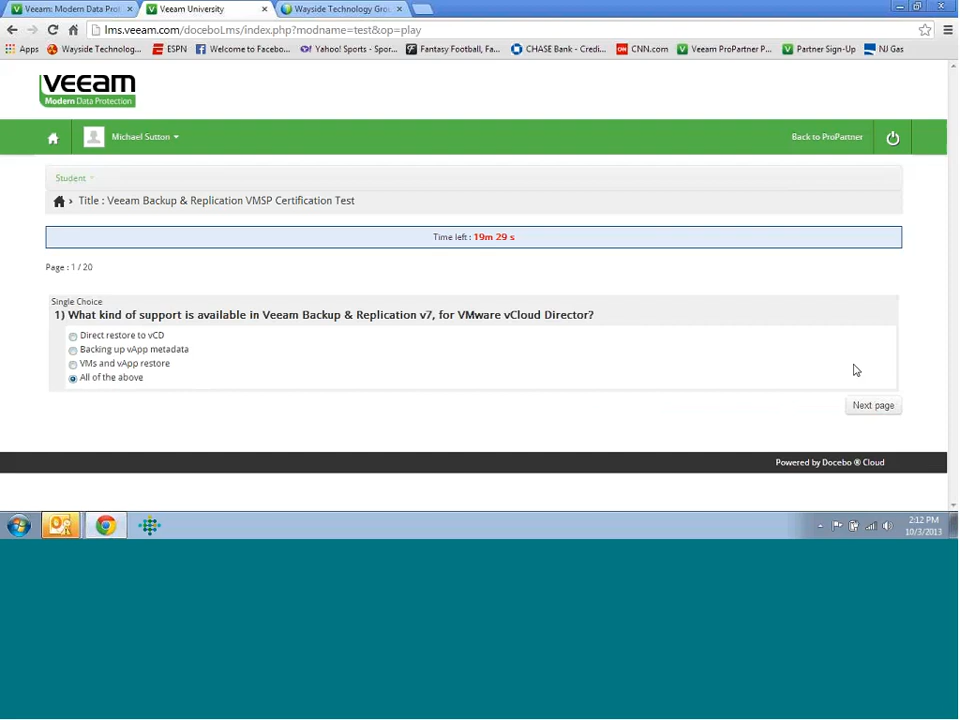 Veeam: Modern Data Prot
Veeam University
Wayside Technology Grou
lms.veeam.com/doceboLms/index.php?modname=test&op=play
Apps
Wayside Technolog...
ESPN
Welcome to Facebo...
Yahoo! Sports - Spor...
Fantasy Football, Fa...
CHASE Bank - Credi...
CNN.com
Veeam ProPartner P...
Partner Sign-Up
NJ Gas
veeam
Modern Data Protection
Michael Sutton
Back to ProPartner
Student
Title : Veeam Backup & Replication VMSP Certification Test
Time left : 19m 29 s
Page : 1 / 20
Single Choice
1) What kind of support is available in Veeam Backup & Replication v7, for VMware vCloud Director?
Direct restore to vCD
Backing up vApp metadata
VMs and vApp restore
All of the above
Next page
Powered by Docebo ® Cloud
2:12 PM
10/3/2013